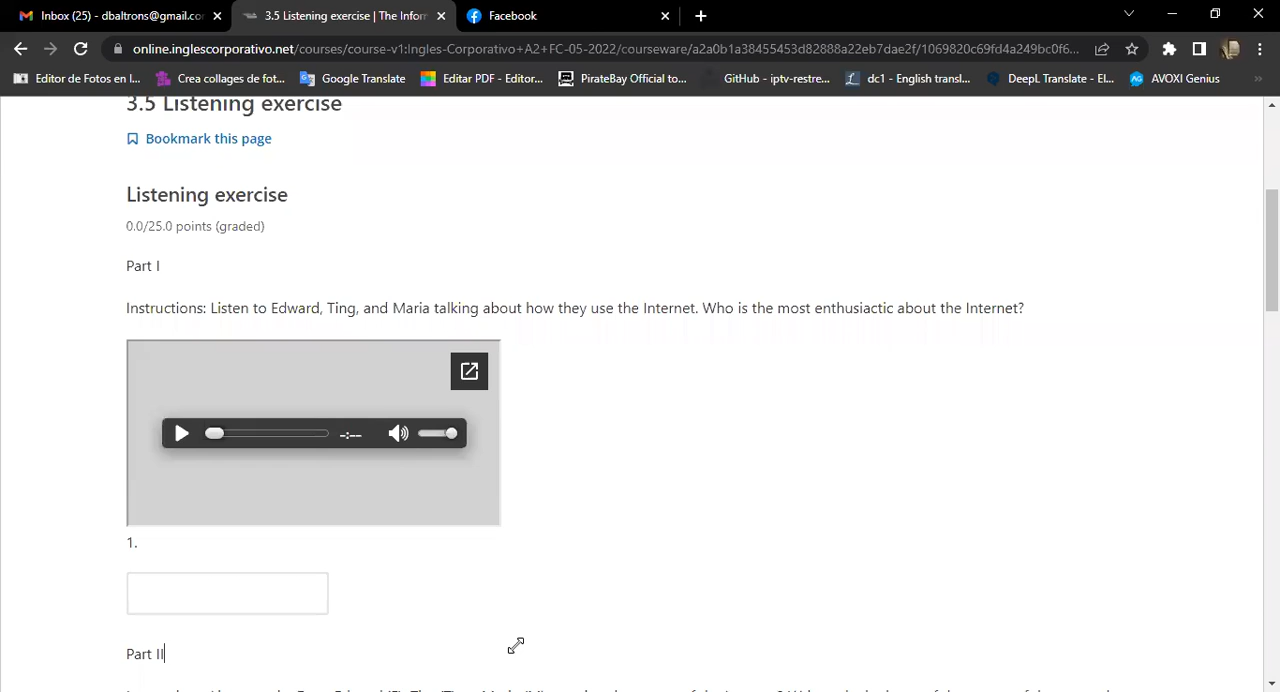 Inbox (25) - dbaltrons@gmail.co
3.5 Listening exercise | The Infor
Facebook
online.inglescorporativo.net/courses/course-v1:Ingles-Corporativo+A2+FC-05-2022/courseware/a2a0b1a38455453d82888a22eb7dae2f/1069820c69fd4a249bc0f6...
Editor de Fotos en l...
Crea collages de fot...
Google Translate
Editar PDF - Editor...
PirateBay Official to...
GitHub - iptv-restre...
dc1 - English transl...
DeepL Translate - El...
AVOXI Genius
3.5 Listening exercise
Bookmark this page
Listening exercise
0.0/25.0 points (graded)
Part I
Instructions: Listen to Edward, Ting, and Maria talking about how they use the Internet. Who is the most enthusiactic about the Internet?
-:--
1.
Part II